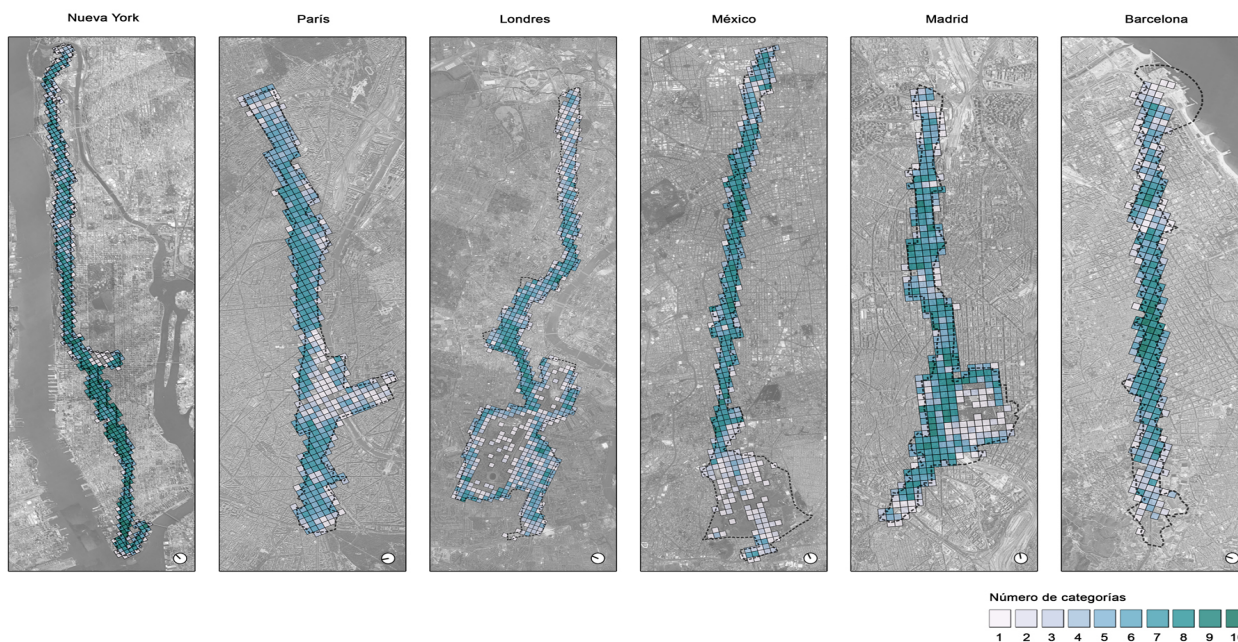 Nueva York
París
Londres
México
Madrid
Barcelona
Número de categorías
1 2 3 4 5 6 7 8 9